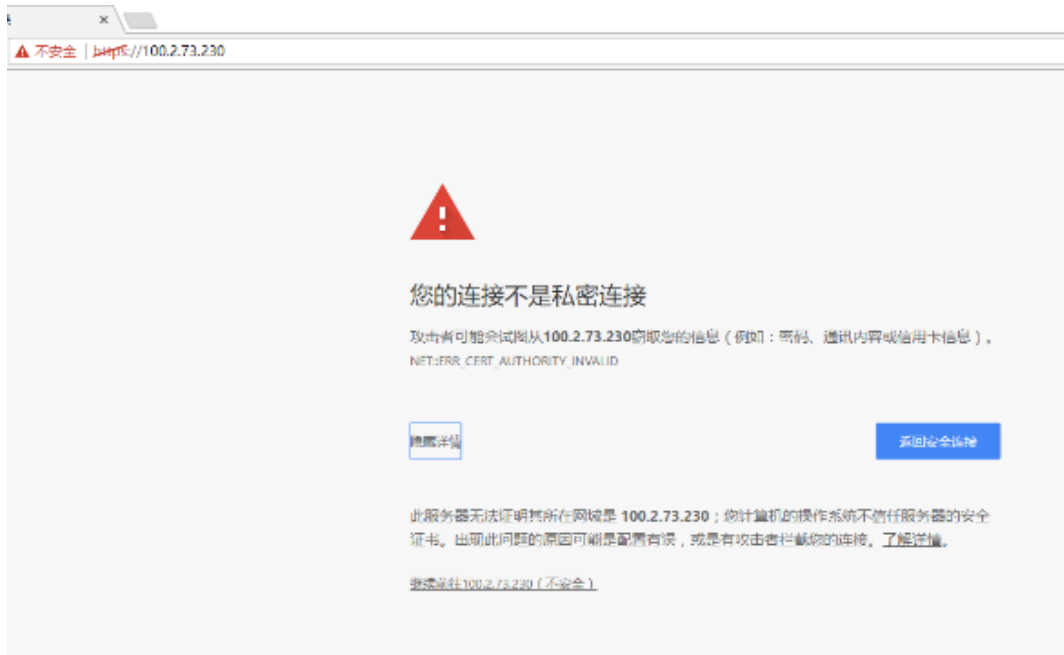 不安全 | https://100.2.73.230
您的连接不是私密连接
攻击者可能会试图从100.2.73.230窃取您的信息（例如：密码、通讯内容或信用卡信息）。
NET::ERR_CERT_AUTHORITY_INVALID
隐藏详情
返回安全连接
此服务器无法证明其所在网域是 100.2.73.230；您计算机的操作系统不信任服务器的安全
证书。出现此问题的原因可能是配置有误，或是有攻击者拦截您的连接。了解详情。
继续前往100.2.73.230（不安全）